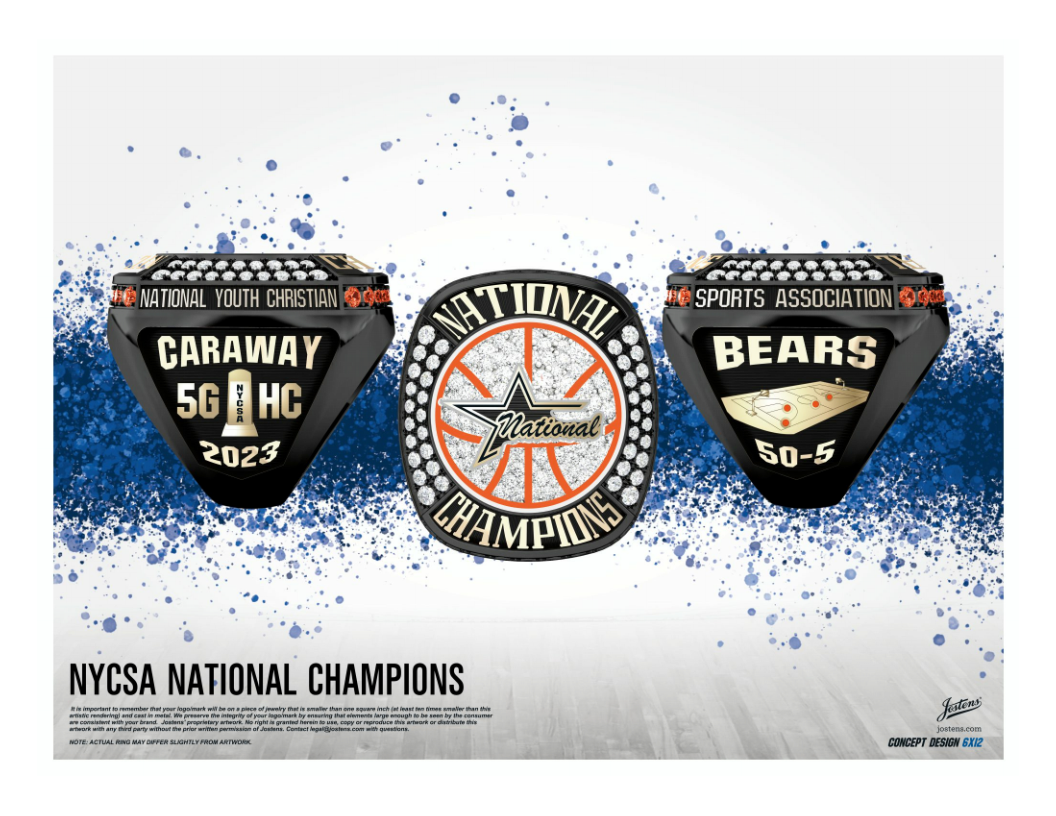 NATIONAL YOUTH CHRISTIAN
CARAWAY
5G NYCSA HC
2023
NATIONAL
National
CHAMPIONS
SPORTS ASSOCIATION
BEARS
50-5
NYCSA NATIONAL CHAMPIONS
It is important to remember that your logo/mark will be on a piece of jewelry that is smaller than one square inch (at least ten times smaller than this
artistic rendering) and cast in metal. We preserve the integrity of your logo/mark by ensuring that elements large enough to be seen by the consumer
are consistent with your brand. Jostens' proprietary artwork. No right is granted herein to use, copy or reproduce this artwork or distribute this
artwork with any third party without the prior written permission of Jostens. Contact legal@jostens.com with questions.
NOTE: ACTUAL RING MAY DIFFER SLIGHTLY FROM ARTWORK.
Jostens
jostens.com
CONCEPT DESIGN 6X12